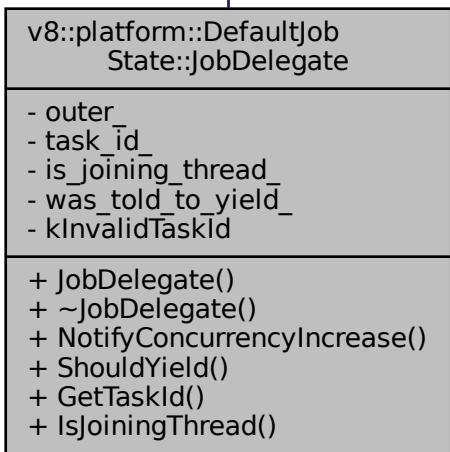 v8::platform::DefaultJob
State::JobDelegate
- outer_
- task_id_
- is_joining_thread_
- was_told_to_yield_
- kInvalidTaskId
+ JobDelegate()
+ ~JobDelegate()
+ NotifyConcurrencyIncrease()
+ ShouldYield()
+ GetTaskId()
+ IsJoiningThread()